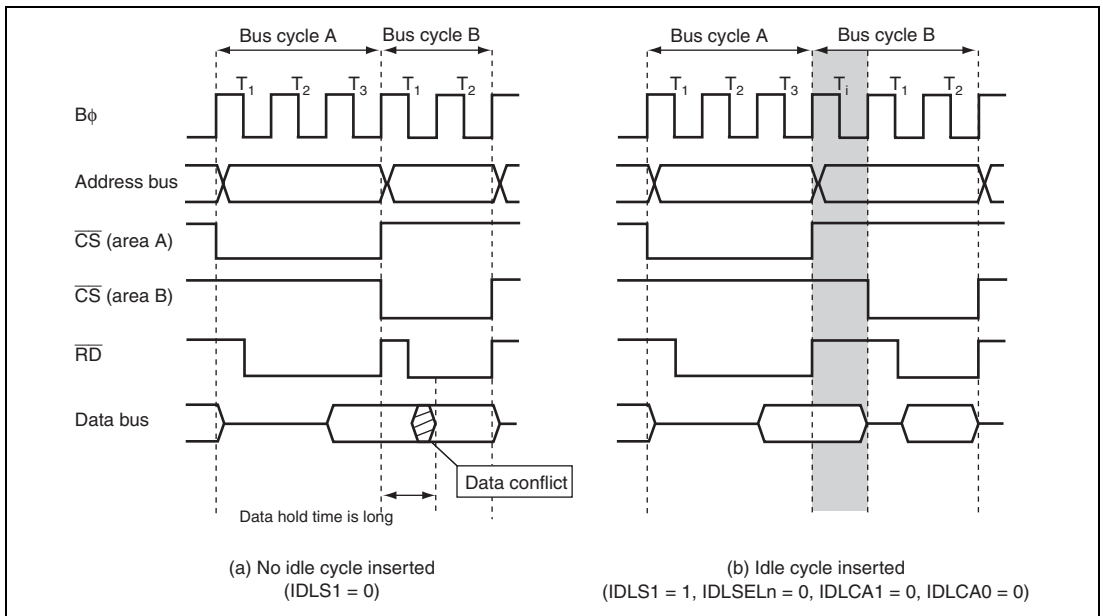 Bus cycle A Bus cycle B Bus cycle A Bus cycle B
T1 T2 T3 T1 T2 T1 T2 T3 Ti T1 T2
Bϕ
Address bus
CS (area A)
CS (area B)
RD
Data bus
Data conflict
Data hold time is long
(a) No idle cycle inserted
(IDLS1 = 0)
(b) Idle cycle inserted
(IDLS1 = 1, IDLSELn = 0, IDLCA1 = 0, IDLCA0 = 0)